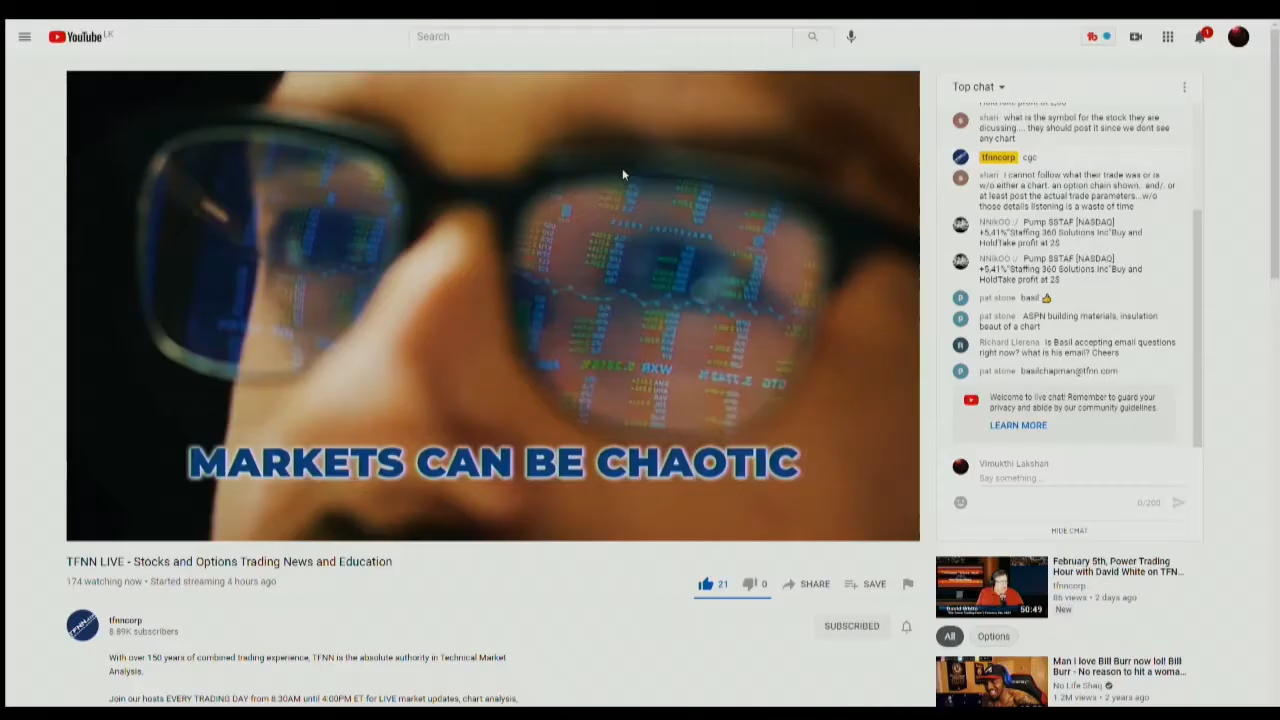 YouTube LK
Search
1
MARKETS CAN BE CHAOTIC
WXR
TFNN LIVE - Stocks and Options Trading News and Education
174 watching now • Started streaming 4 hours ago
21
0
SHARE
SAVE
tfnncorp
8.89K subscribers
SUBSCRIBED
With over 150 years of combined trading experience, TFNN is the absolute authority in Technical Market
Analysis.
Join our hosts EVERY TRADING DAY from 8:30AM until 4:00PM ET for LIVE market updates, chart analysis,
Top chat
shari what is the symbol for the stock they are
dicussing.... they should post it since we dont see
any chart
tfnncorp cgc
shari I cannot follow what their trade was or is
w/o either a chart. an option chain shown. and/. or
at least post the actual trade parameters...w/o
those details listening is a waste of time
NNikOO :/ Pump $STAF [NASDAQ]
+5,41%"Staffing 360 Solutions Inc"Buy and
HoldTake profit at 2$
NNikOO :/ Pump $STAF [NASDAQ]
+5,41%"Staffing 360 Solutions Inc"Buy and
HoldTake profit at 2$
pat stone basil 👍
pat stone ASPN building materials, insulation
beaut of a chart
Richard Llerena Is Basil accepting email questions
right now? what is his email? Cheers
pat stone basilchapman@tfnn.com
Welcome to live chat! Remember to guard your
privacy and abide by our community guidelines.
LEARN MORE
Vimukthi Lakshan
Say something...
0/200
HIDE CHAT
David White
50:49
February 5th, Power Trading
Hour with David White on TFN...
tfnncorp
86 views • 2 days ago
New
All
Options
Man I love Bill Burr now lol! Bill
Burr - No reason to hit a woma...
No Life Shaq
1.2M views • 2 years ago